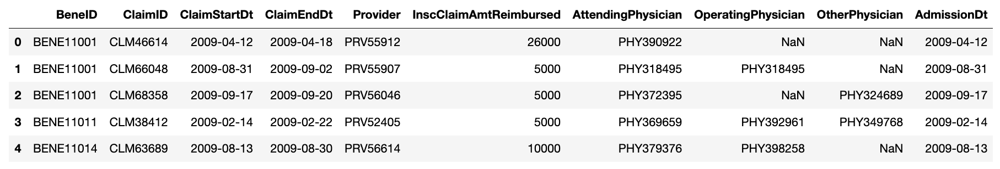 BeneID ClaimID ClaimStartDt ClaimEndDt Provider InscClaimAmtReimbursed AttendingPhysician OperatingPhysician OtherPhysician AdmissionDt
0 BENE11001 CLM46614 2009-04-12 2009-04-18 PRV55912 26000 PHY390922 NaN NaN 2009-04-12
1 BENE11001 CLM66048 2009-08-31 2009-09-02 PRV55907 5000 PHY318495 PHY318495 NaN 2009-08-31
2 BENE11001 CLM68358 2009-09-17 2009-09-20 PRV56046 5000 PHY372395 NaN PHY324689 2009-09-17
3 BENE11011 CLM38412 2009-02-14 2009-02-22 PRV52405 5000 PHY369659 PHY392961 PHY349768 2009-02-14
4 BENE11014 CLM63689 2009-08-13 2009-08-30 PRV56614 10000 PHY379376 PHY398258 NaN 2009-08-13